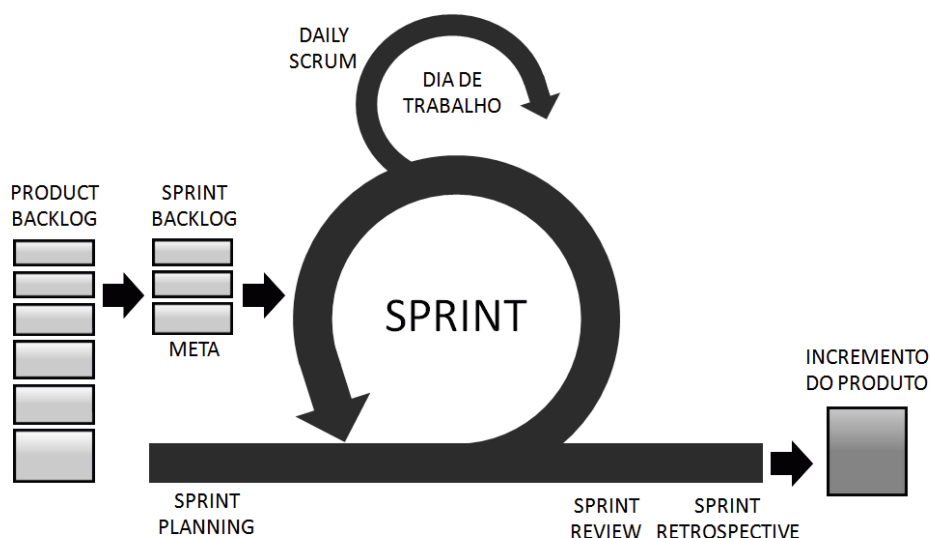 DAILY
SCRUM
DIA DE
TRABALHO
PRODUCT
BACKLOG
SPRINT
BACKLOG
META
SPRINT
INCREMENTO
DO PRODUTO
SPRINT
PLANNING
SPRINT
REVIEW
SPRINT
RETROSPECTIVE